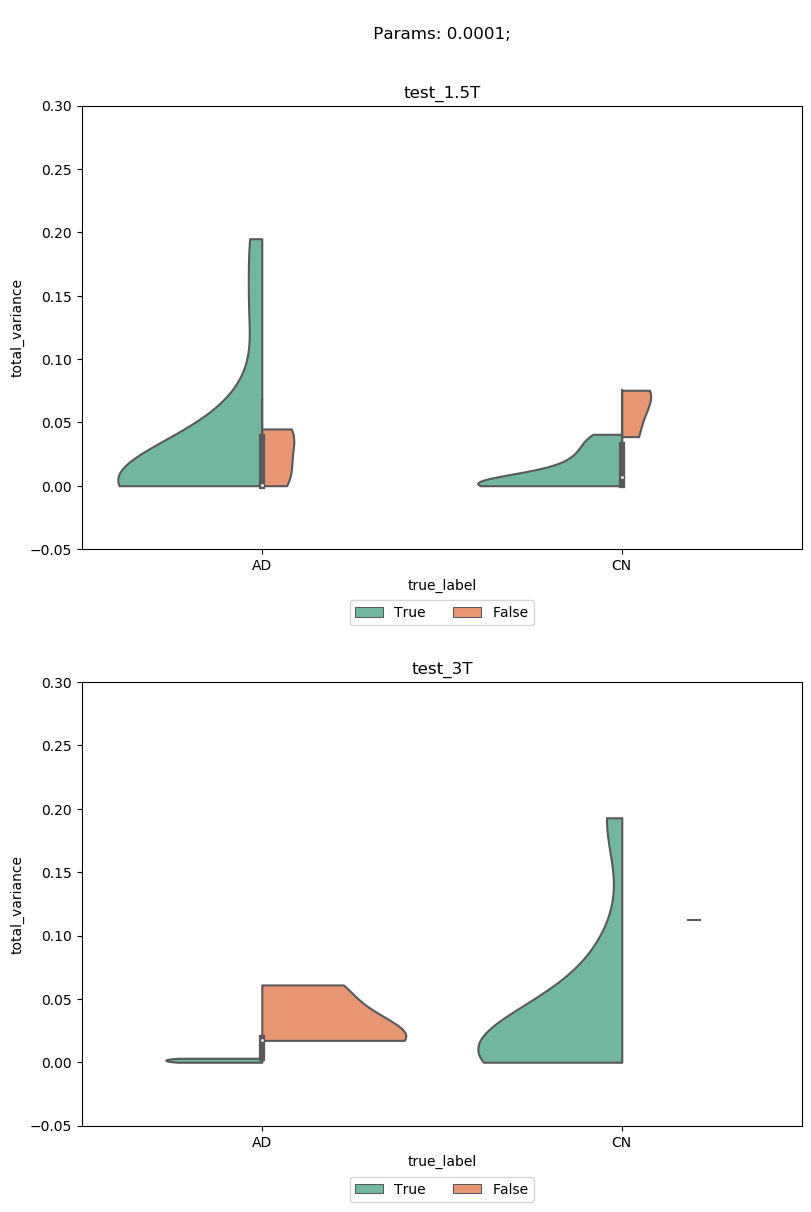 Params: 0.0001;
test_1.5T
0.30
0.25
0.20
0.15
0.10
0.05
0.00
−0.05
total_variance
AD CN
true_label
True False
test_3T
0.30
0.25
0.20
0.15
0.10
0.05
0.00
−0.05
total_variance
AD CN
true_label
True False